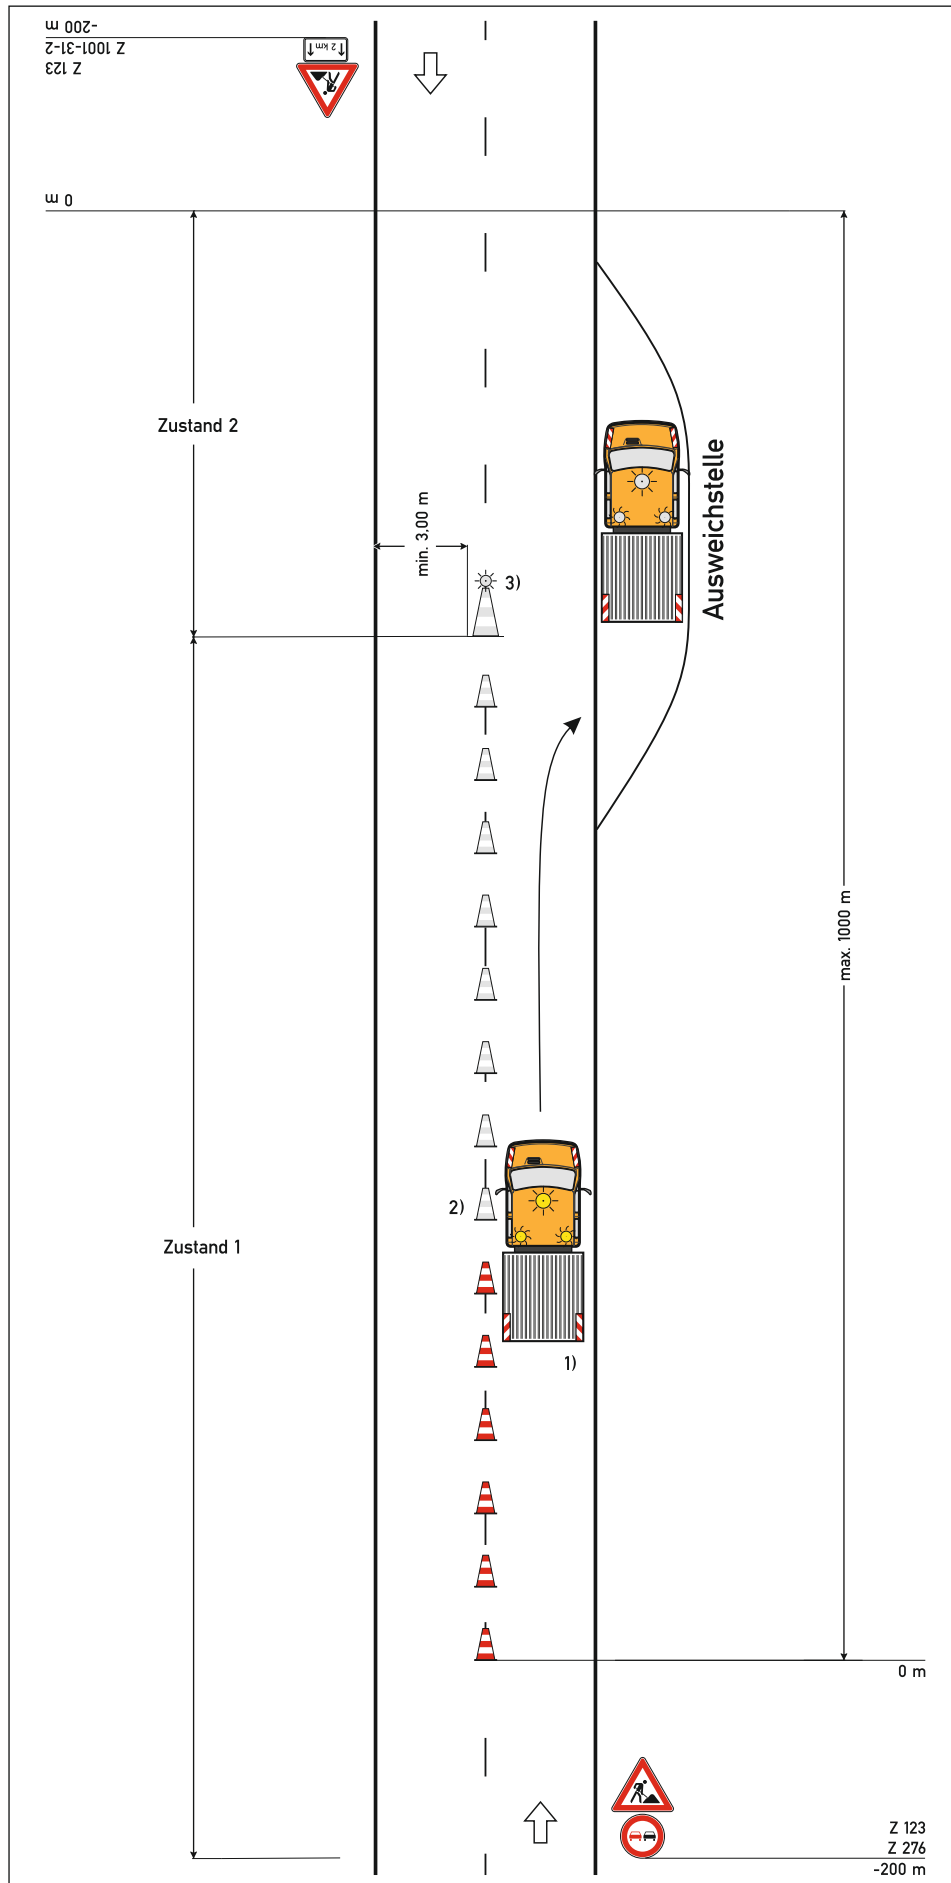 -200 m
Z 1001-31-2
Z 123
2 km
0 m
Zustand 2
min. 3,00 m
3)
Ausweichstelle
max. 1000 m
2)
Zustand 1
1)
0 m
Z 123
Z 276
-200 m